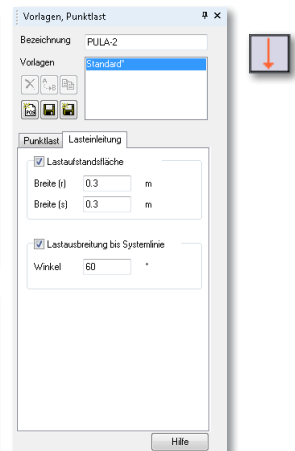 Vorlagen, Punktlast
Bezeichnung PULA-2
Vorlagen Standard*
Punktlast Lasteinleitung
Lastaufstandsfläche
Breite (r) 0.3 m
Breite (s) 0.3 m
Lastausbreitung bis Systemlinie
Winkel 60 °
Hilfe